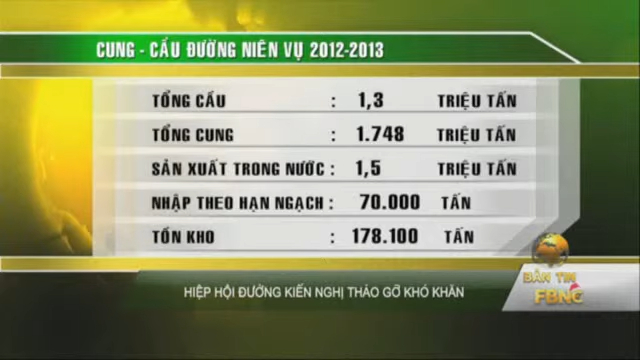 CUNG - CẦU ĐƯỜNG NIÊN VỤ 2012-2013
TỔNG CẦU : 1,3 TRIỆU TẤN
TỔNG CUNG : 1.748 TRIỆU TẤN
SẢN XUẤT TRONG NƯỚC : 1,5 TRIỆU TẤN
NHẬP THEO HẠN NGẠCH : 70.000 TẤN
TỒN KHO : 178.100 TẤN
HIỆP HỘI ĐƯỜNG KIẾN NGHỊ THÁO GỠ KHÓ KHĂN
BẢN TIN
FBNC